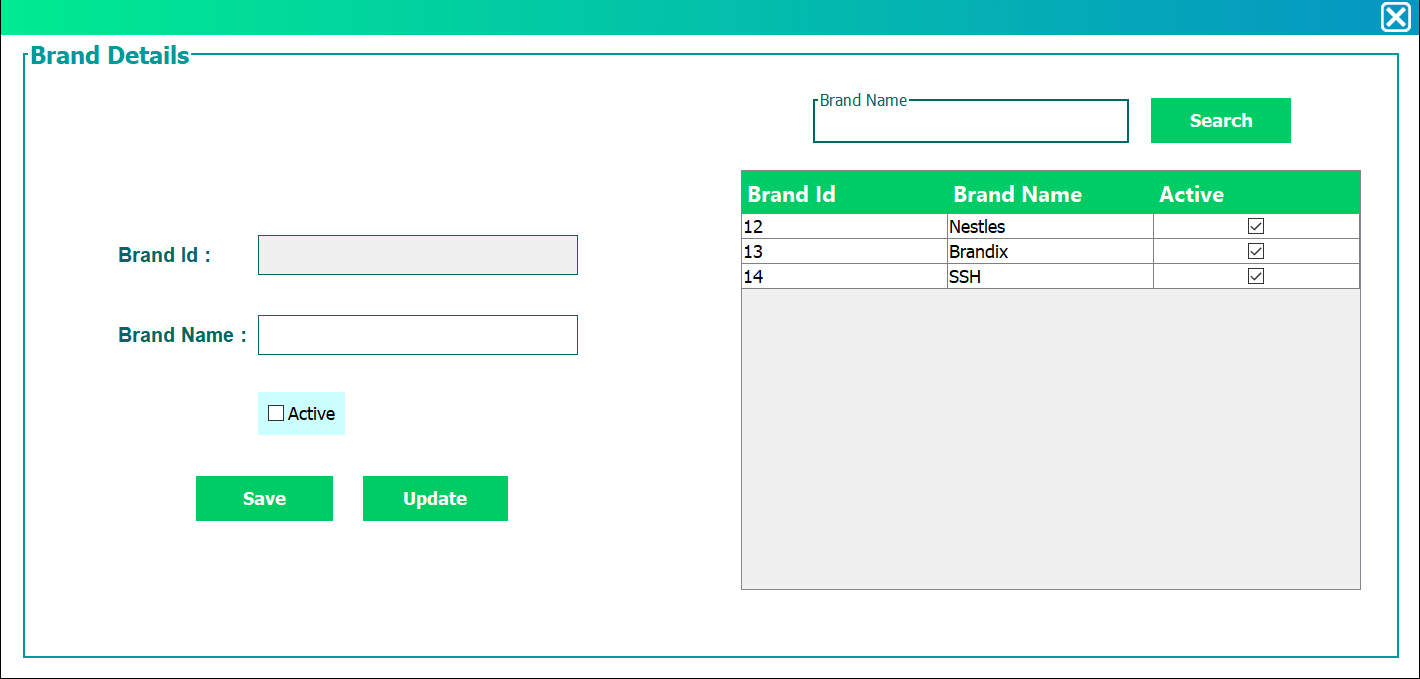 Brand Details
Brand Name
Search
Brand Id Brand Name Active
12 Nestles
13 Brandix
14 SSH
Brand Id :
Brand Name :
Active
Save Update